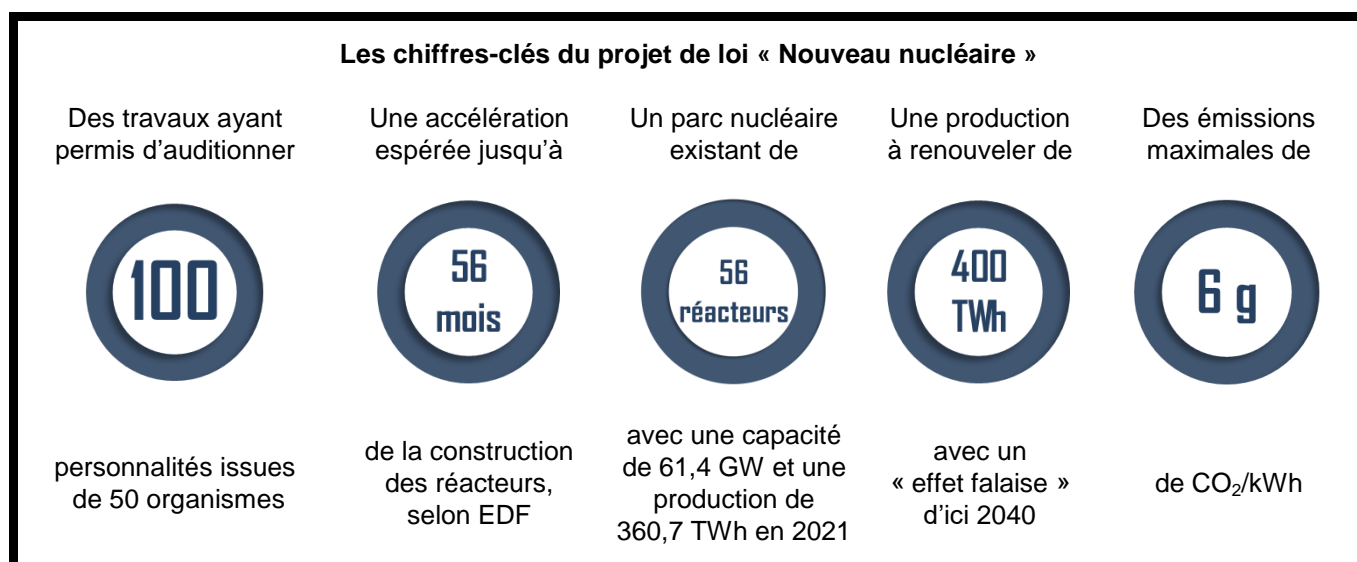 Les chiffres-clés du projet de loi « Nouveau nucléaire »
Des travaux ayant
permis d'auditionner
100
personnalités issues
de 50 organismes
Une accélération
espérée jusqu'à
56
mois
de la construction
des réacteurs,
selon EDF
Un parc nucléaire
existant de
56
réacteurs
avec une capacité
de 61,4 GW et une
production de
360,7 TWh en 2021
Une production
à renouveler de
400
TWh
avec un
« effet falaise »
d'ici 2040
Des émissions
maximales de
6 g
de CO₂/kWh